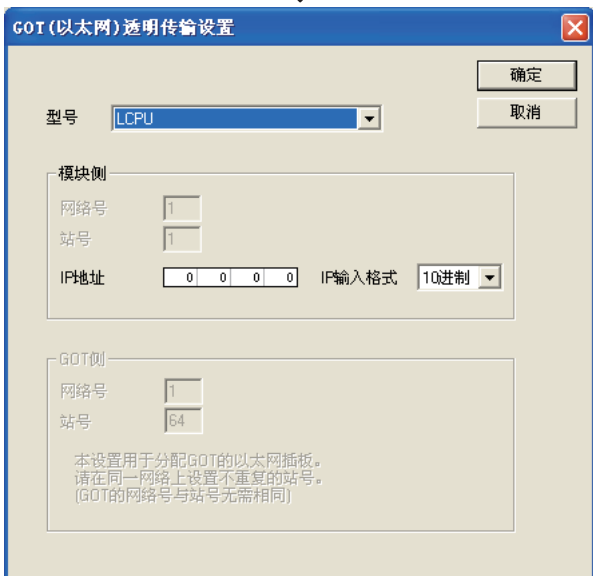 GOT(以太网)透明传输设置
确定
型号 LCPU
取消
模块侧
网络号 1
站号 1
IP地址 0 0 0 0 IP输入格式 10进制
GOT侧
网络号 1
站号 64
本设置用于分配GOT的以太网插板。
请在同一网络上设置不重复的站号。
(GOT的网络号与站号无需相同)